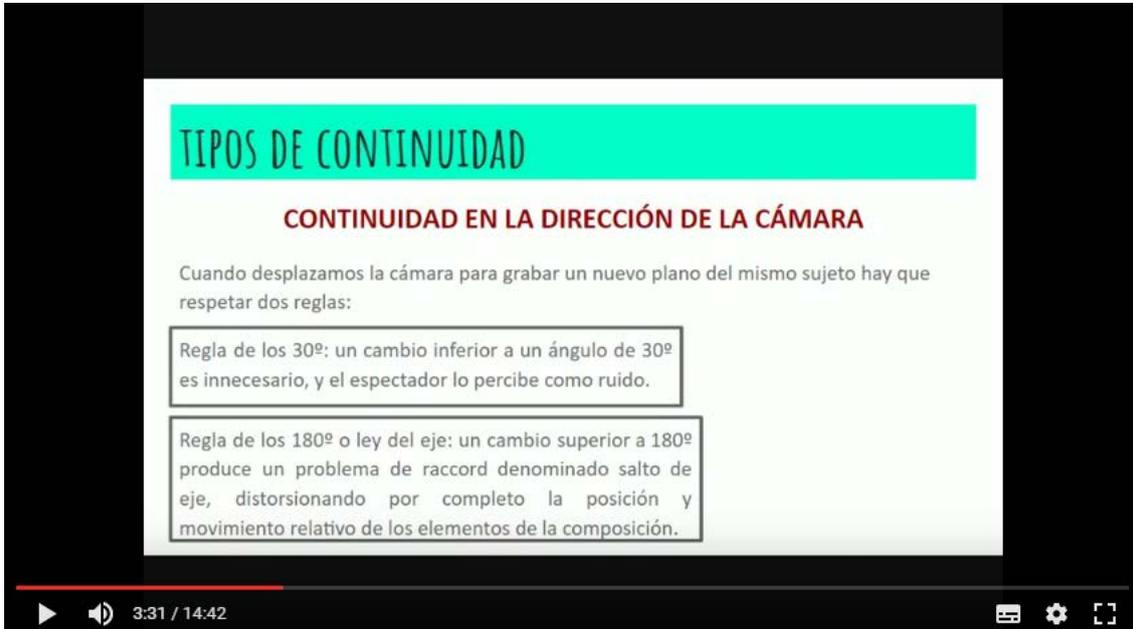 TIPOS DE CONTINUIDAD
CONTINUIDAD EN LA DIRECCIÓN DE LA CÁMARA
Cuando desplazamos la cámara para grabar un nuevo plano del mismo sujeto hay que
respetar dos reglas:
Regla de los 30º: un cambio inferior a un ángulo de 30º
es innecesario, y el espectador lo percibe como ruido.
Regla de los 180º o ley del eje: un cambio superior a 180º
produce un problema de raccord denominado salto de
eje, distorsionando por completo la posición y
movimiento relativo de los elementos de la composición.
3:31 / 14:42